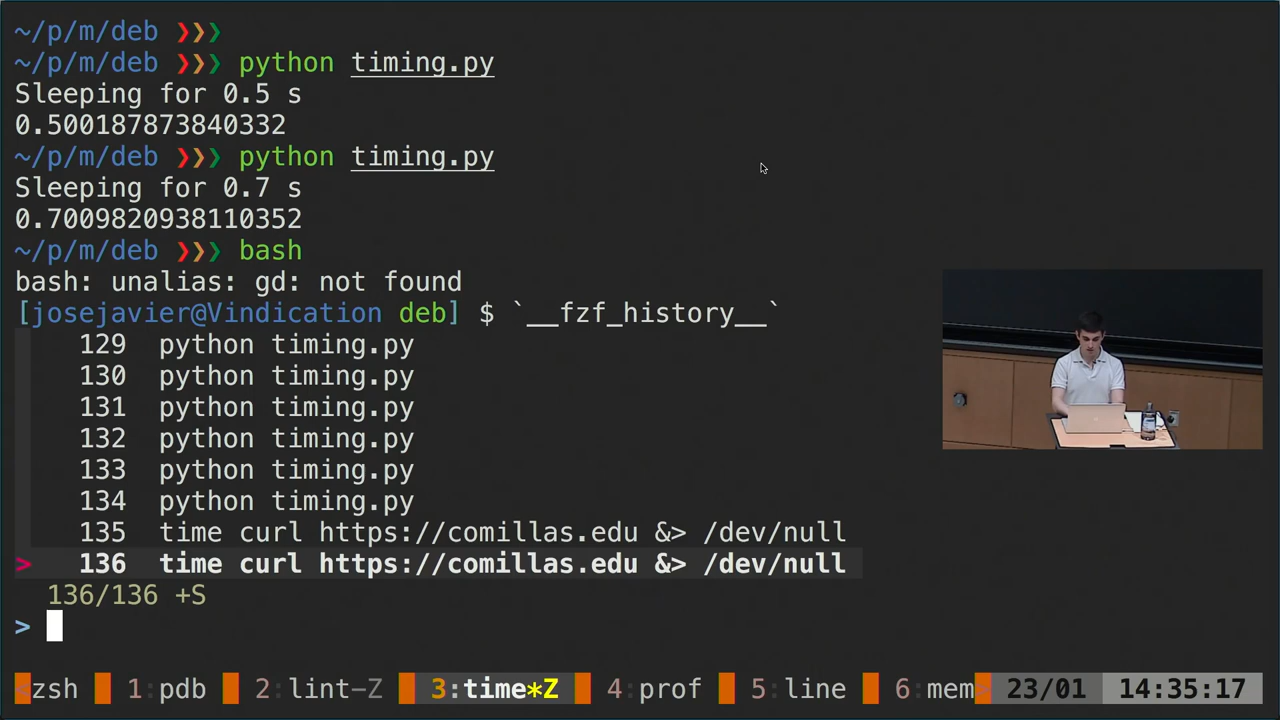 ~/p/m/deb ❯❯❯
~/p/m/deb ❯❯❯ python timing.py
Sleeping for 0.5 s
0.500187873840332
~/p/m/deb ❯❯❯ python timing.py
Sleeping for 0.7 s
0.7009820938110352
~/p/m/deb ❯❯❯ bash
bash: unalias: gd: not found
[josejavier@Vindication deb] $ `__fzf_history__`
129 python timing.py
130 python timing.py
131 python timing.py
132 python timing.py
133 python timing.py
134 python timing.py
135 time curl https://comillas.edu &> /dev/null
> 136 time curl https://comillas.edu &> /dev/null
136/136 +S
>
<zsh 1:pdb 2:lint-Z 3:time*Z 4:prof 5:line 6:mem> 23/01 14:35:17